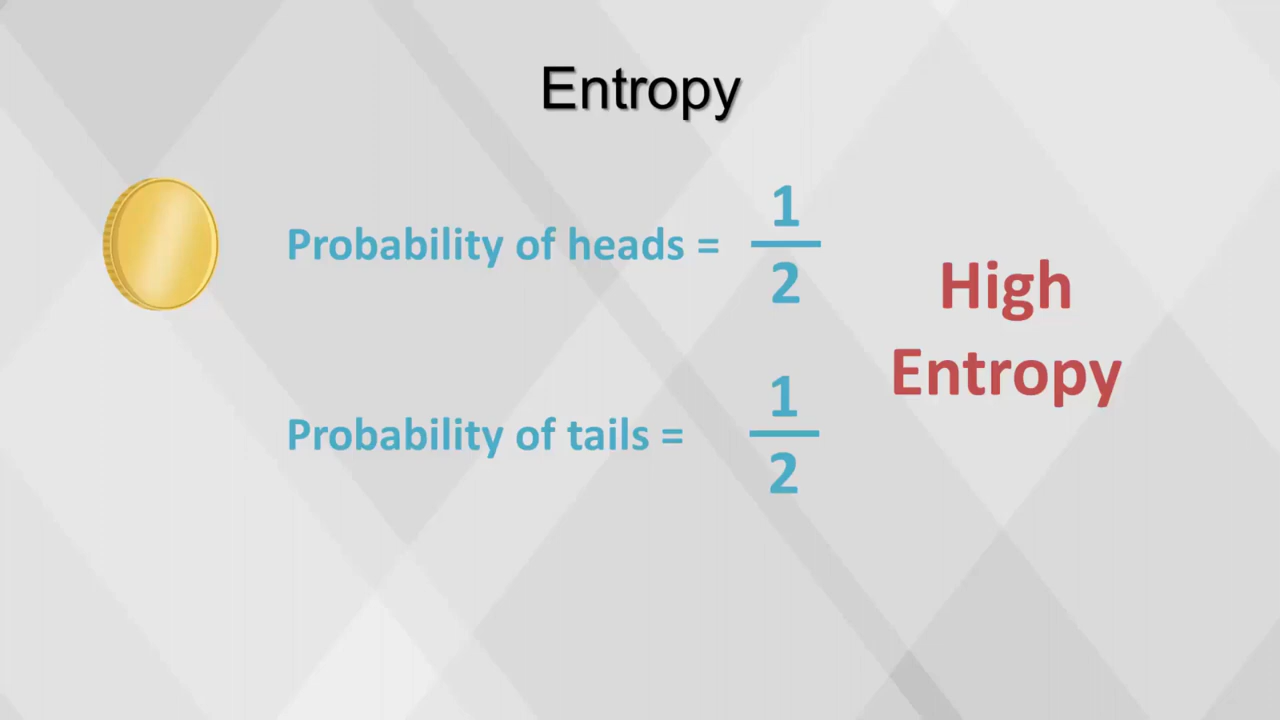 Entropy
Probability of heads = 1/2
High
Entropy
Probability of tails = 1/2